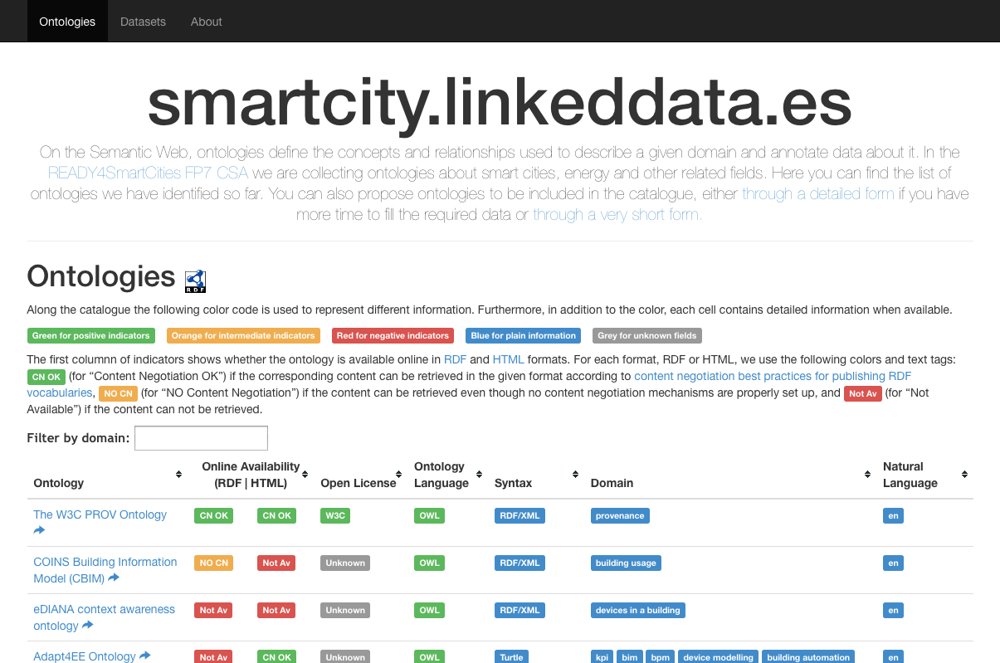 Ontologies Datasets About
smartcity.linkeddata.es
On the Semantic Web, ontologies define the concepts and relationships used to describe a given domain and annotate data about it. In the
READY4SmartCities FP7 CSA we are collecting ontologies about smart cities, energy and other related fields. Here you can find the list of
ontologies we have identified so far. You can also propose ontologies to be included in the catalogue, either through a detailed form if you have
more time to fill the required data or through a very short form.
Ontologies RDF
Along the catalogue the following color code is used to represent different information. Furthermore, in addition to the color, each cell contains detailed information when available.
Green for positive indicators Orange for intermediate indicators Red for negative indicators Blue for plain information Grey for unknown fields
The first columnn of indicators shows whether the ontology is available online in RDF and HTML formats. For each format, RDF or HTML, we use the following colors and text tags:
CN OK (for “Content Negotiation OK”) if the corresponding content can be retrieved in the given format according to content negotiation best practices for publishing RDF
vocabularies, NO CN (for “NO Content Negotiation”) if the content can be retrieved even though no content negotiation mechanisms are properly set up, and Not Av (for “Not
Available”) if the content can not be retrieved.
Filter by domain:
Ontology Online Availability (RDF | HTML) Open License Ontology Language Syntax Domain Natural Language
The W3C PROV Ontology CN OK CN OK W3C OWL RDF/XML provenance en
COINS Building Information NO CN Not Av Unknown OWL RDF/XML building usage en
Model (CBIM)
eDIANA context awareness Not Av Not Av Unknown OWL RDF/XML devices in a building en
ontology
Adapt4EE Ontology Not Av CN OK Unknown OWL Turtle kpi bim bpm device modelling building automation en